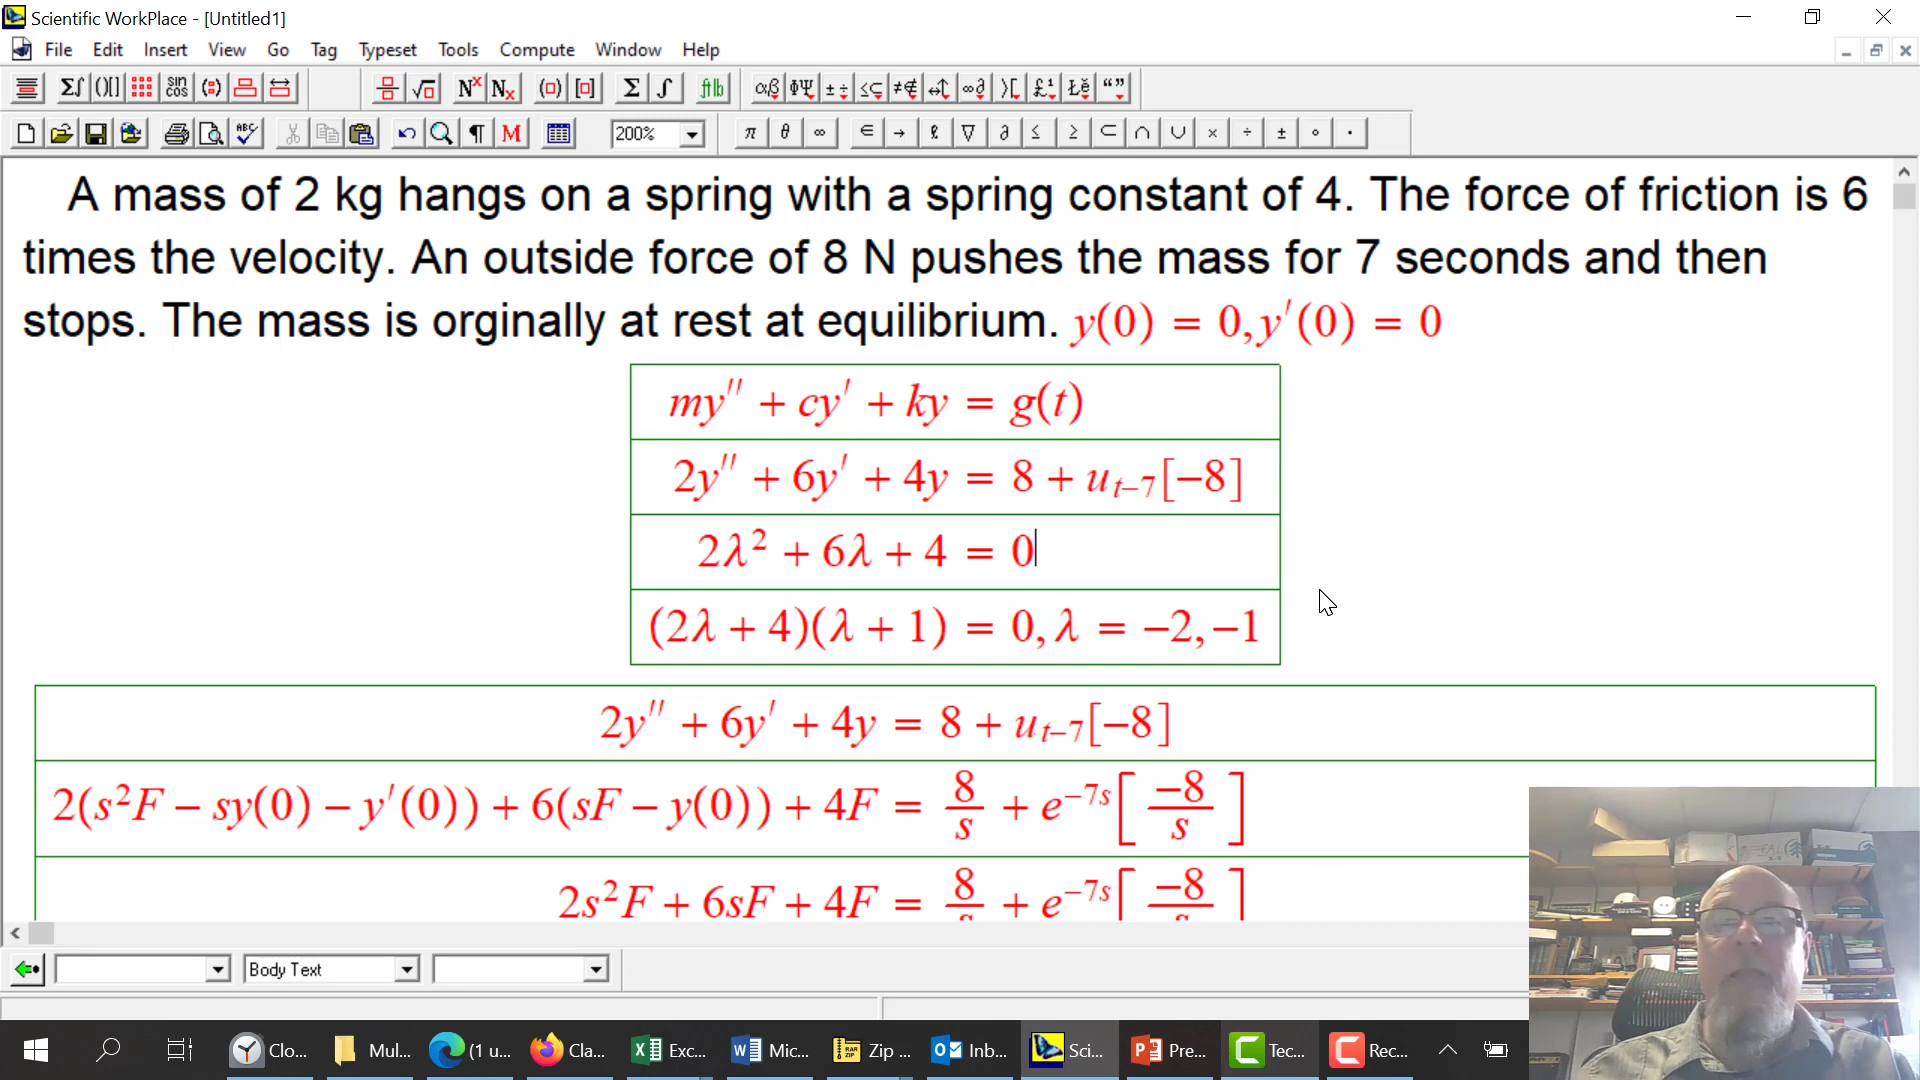 Scientific WorkPlace - [Untitled1]
File Edit Insert View Go Tag Typeset Tools Compute Window Help
200%
A mass of 2 kg hangs on a spring with a spring constant of 4. The force of friction is 6
times the velocity. An outside force of 8 N pushes the mass for 7 seconds and then
stops. The mass is orginally at rest at equilibrium. y(0) = 0, y′(0) = 0
my″ + cy′ + ky = g(t)
2y″ + 6y′ + 4y = 8 + u_{t−7}[−8]
2λ² + 6λ + 4 = 0
(2λ + 4)(λ + 1) = 0, λ = −2, −1
2y″ + 6y′ + 4y = 8 + u_{t−7}[−8]
2(s²F − sy(0) − y′(0)) + 6(sF − y(0)) + 4F = 8/s + e^{−7s}[−8/s]
2s²F + 6sF + 4F = 8/s + e^{−7s}[−8/s]
Body Text
Clo... Mul... (1 u... Cla... Exc... Mic... Zip ... Inb... Sci... Pre... Tec... Rec...